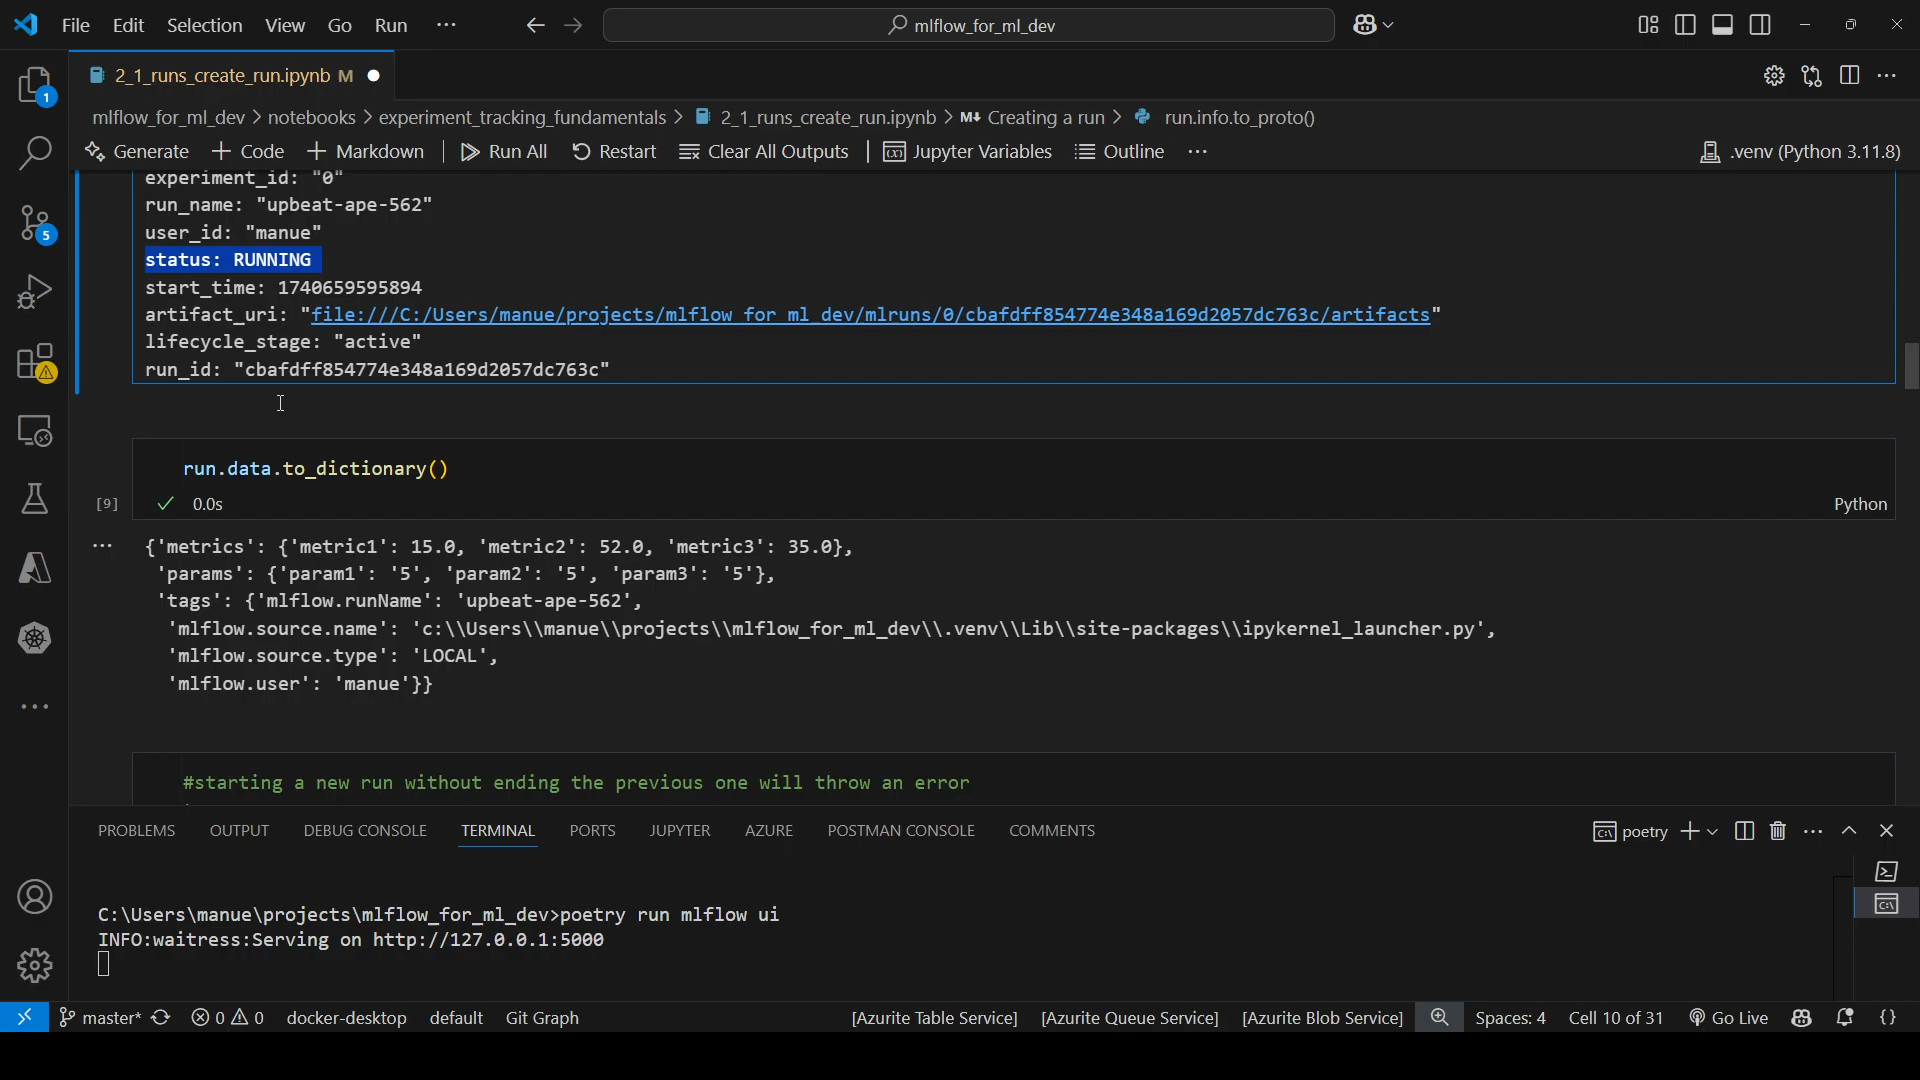 File Edit Selection View Go Run ··· mlflow_for_ml_dev
2_1_runs_create_run.ipynb M
mlflow_for_ml_dev > notebooks > experiment_tracking_fundamentals > 2_1_runs_create_run.ipynb > M↓ Creating a run > run.info.to_proto()
Generate + Code + Markdown Run All Restart Clear All Outputs Jupyter Variables Outline ··· .venv (Python 3.11.8)
experiment_id: "0"
run_name: "upbeat-ape-562"
user_id: "manue"
status: RUNNING
start_time: 1740659595894
artifact_uri: "file:///C:/Users/manue/projects/mlflow_for_ml_dev/mlruns/0/cbafdff854774e348a169d2057dc763c/artifacts"
lifecycle_stage: "active"
run_id: "cbafdff854774e348a169d2057dc763c"
run.data.to_dictionary()
[9] 0.0s Python
{'metrics': {'metric1': 15.0, 'metric2': 52.0, 'metric3': 35.0},
'params': {'param1': '5', 'param2': '5', 'param3': '5'},
'tags': {'mlflow.runName': 'upbeat-ape-562',
'mlflow.source.name': 'c:\\Users\\manue\\projects\\mlflow_for_ml_dev\\.venv\\Lib\\site-packages\\ipykernel_launcher.py',
'mlflow.source.type': 'LOCAL',
'mlflow.user': 'manue'}}
#starting a new run without ending the previous one will throw an error
PROBLEMS OUTPUT DEBUG CONSOLE TERMINAL PORTS JUPYTER AZURE POSTMAN CONSOLE COMMENTS poetry
C:\Users\manue\projects\mlflow_for_ml_dev>poetry run mlflow ui
INFO:waitress:Serving on http://127.0.0.1:5000
master* 0 0 docker-desktop default Git Graph [Azurite Table Service] [Azurite Queue Service] [Azurite Blob Service] Spaces: 4 Cell 10 of 31 Go Live
1
5